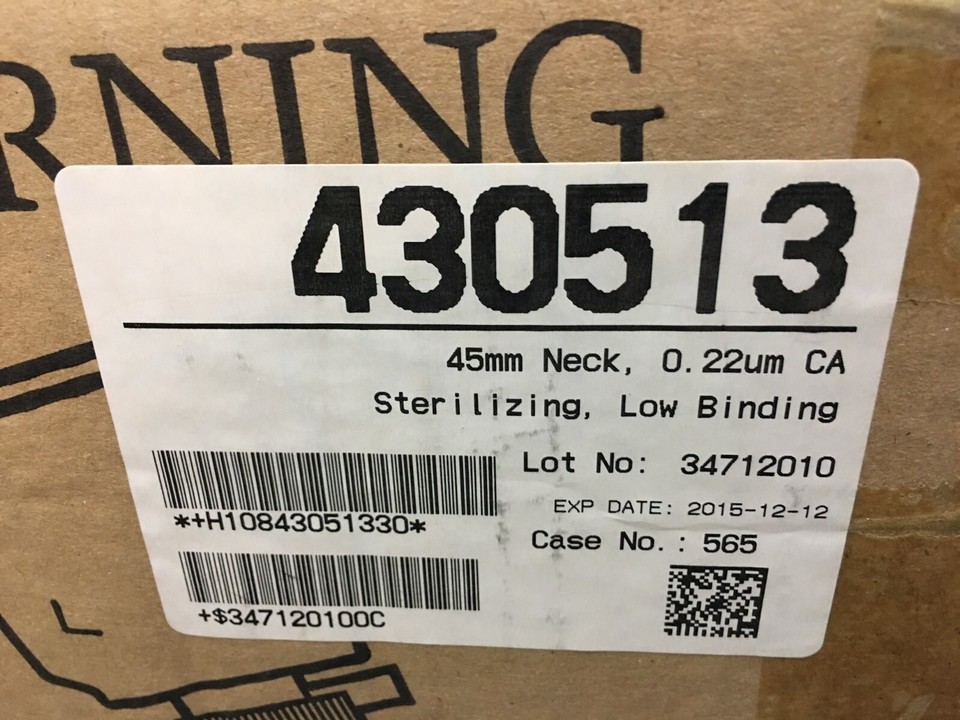 RNING
430513
45mm Neck, 0.22um CA
Sterilizing, Low Binding
Lot No: 34712010
EXP DATE: 2015-12-12
Case No.: 565
*+H10843051330*
+$347120100C